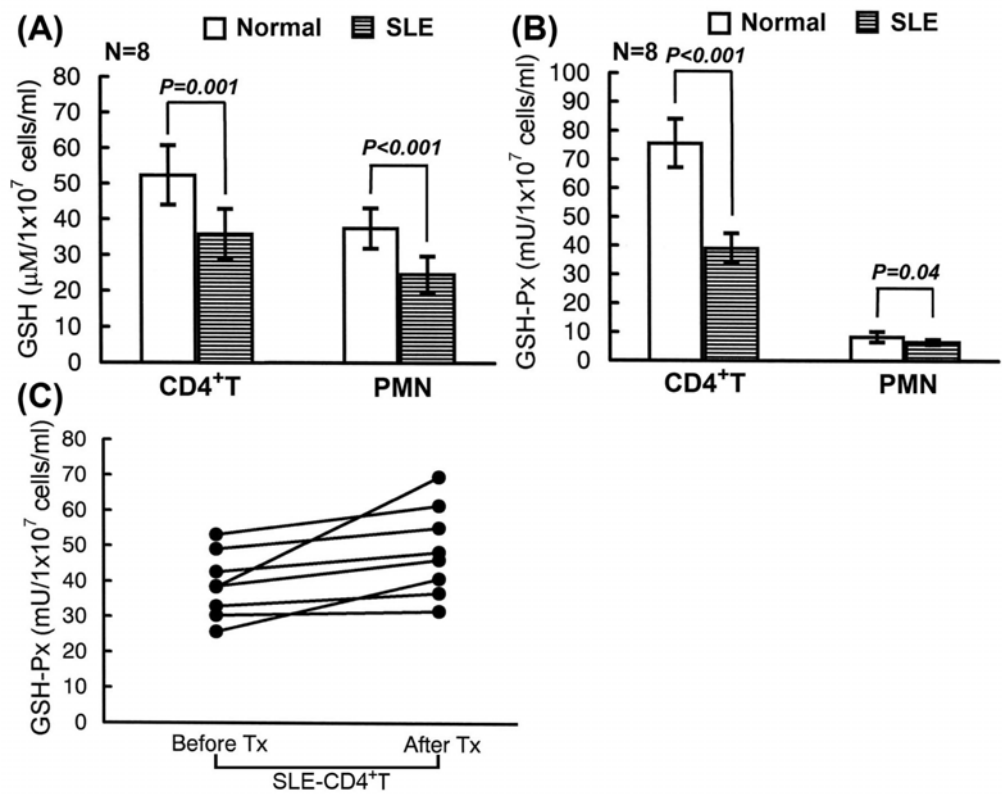 (A)
Normal SLE
N=8
P=0.001
P<0.001
GSH (µM/1x10⁷ cells/ml)
80
70
60
50
40
30
20
10
0
CD4⁺T PMN
(B)
Normal SLE
N=8
P<0.001
P=0.04
GSH-Px (mU/1x10⁷ cells/ml)
100
90
80
70
60
50
40
30
20
10
0
CD4⁺T PMN
(C)
GSH-Px (mU/1x10⁷ cells/ml)
80
70
60
50
40
30
20
10
0
Before Tx After Tx
SLE-CD4⁺T